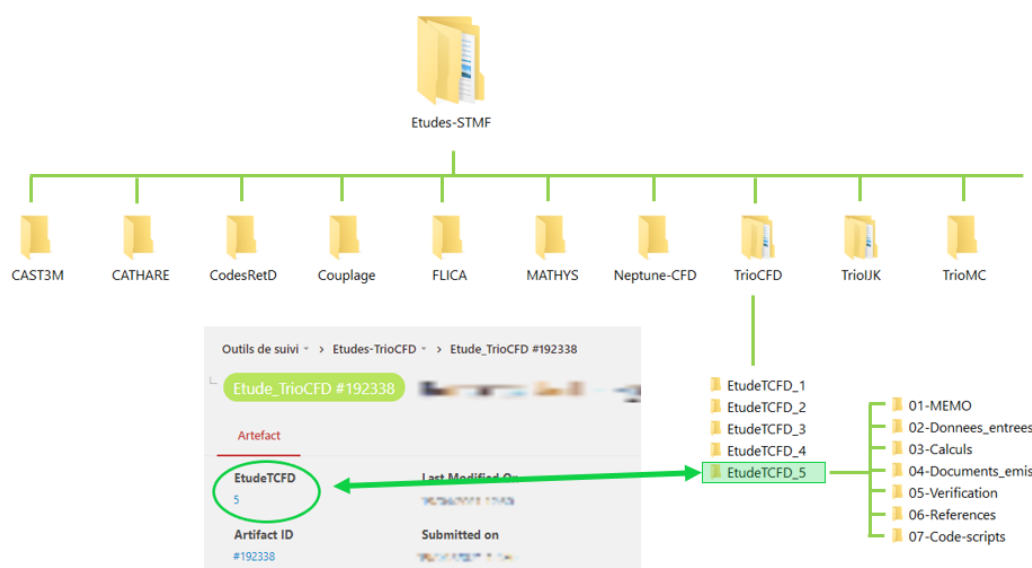 Etudes-STMF
CAST3M
CATHARE
CodesRetD
Couplage
FLICA
MATHYS
Neptune-CFD
TrioCFD
TrioIJK
TrioMC
Outils de suivi > Etudes-TrioCFD > Etude_TrioCFD #192338
Etude_TrioCFD #192338
Artefact
EtudeTCFD
Last Modified On
5
Artifact ID
Submitted on
#192338
EtudeTCFD_1
EtudeTCFD_2
EtudeTCFD_3
EtudeTCFD_4
EtudeTCFD_5
01-MEMO
02-Donnees_entrees
03-Calculs
04-Documents_emis
05-Verification
06-References
07-Code-scripts